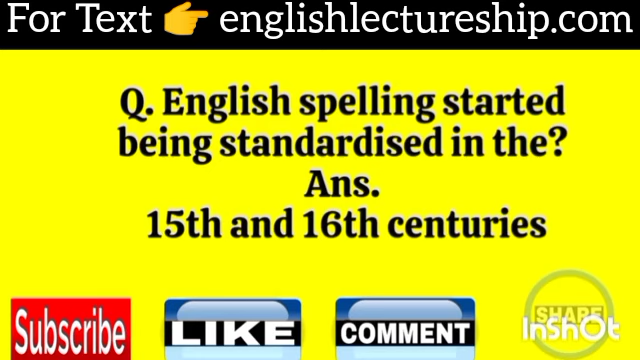 For Text 👉 englishlectureship.com
Q. English spelling started
being standardised in the?
Ans.
15th and 16th centuries
Subscribe
LIKE
COMMENT
SHARE
InShOt